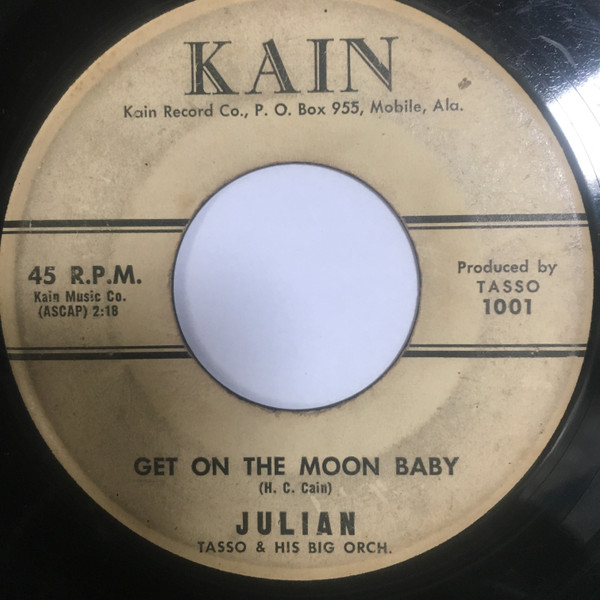 KAIN
Kain Record Co., P. O. Box 955, Mobile, Ala.
45 R.P.M.
Kain Music Co.
(ASCAP) 2:18
Produced by
TASSO
1001
GET ON THE MOON BABY
(H. C. Cain)
JULIAN
TASSO & HIS BIG ORCH.